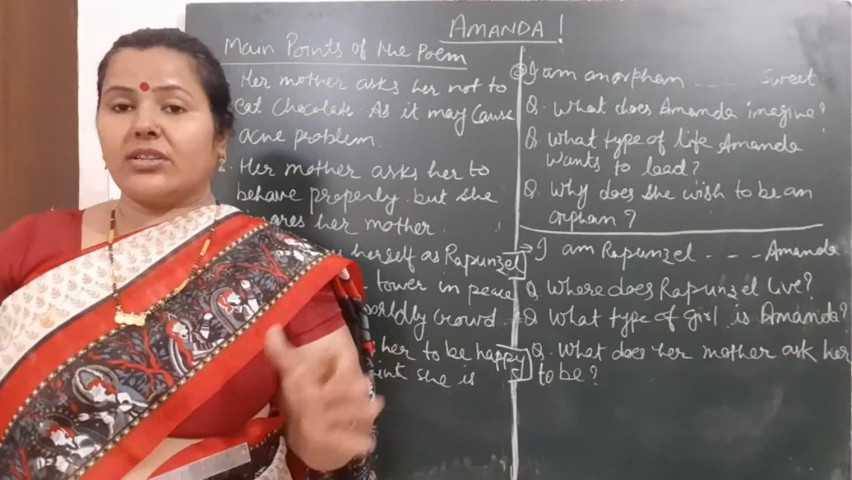 AMANDA!
Main Points of the Poem
Her mother asks her not to
eat chocolate. As it may cause
acne problem.
2. Her mother asks her to
behave properly. but she
her mother.
herself as Rapunzel
tower in peace
crowd
her to be happy
she is
I am an orphan .... Sweet
Q. What does Amanda imagine?
Q. What type of life Amanda
wants to lead?
Q. Why does she wish to be an
orphan?
→ I am Rapunzel - - - Amanda
Q. Where does Rapunzel live?
Q What type of girl is Amanda?
Q. What does her mother ask her
to be?